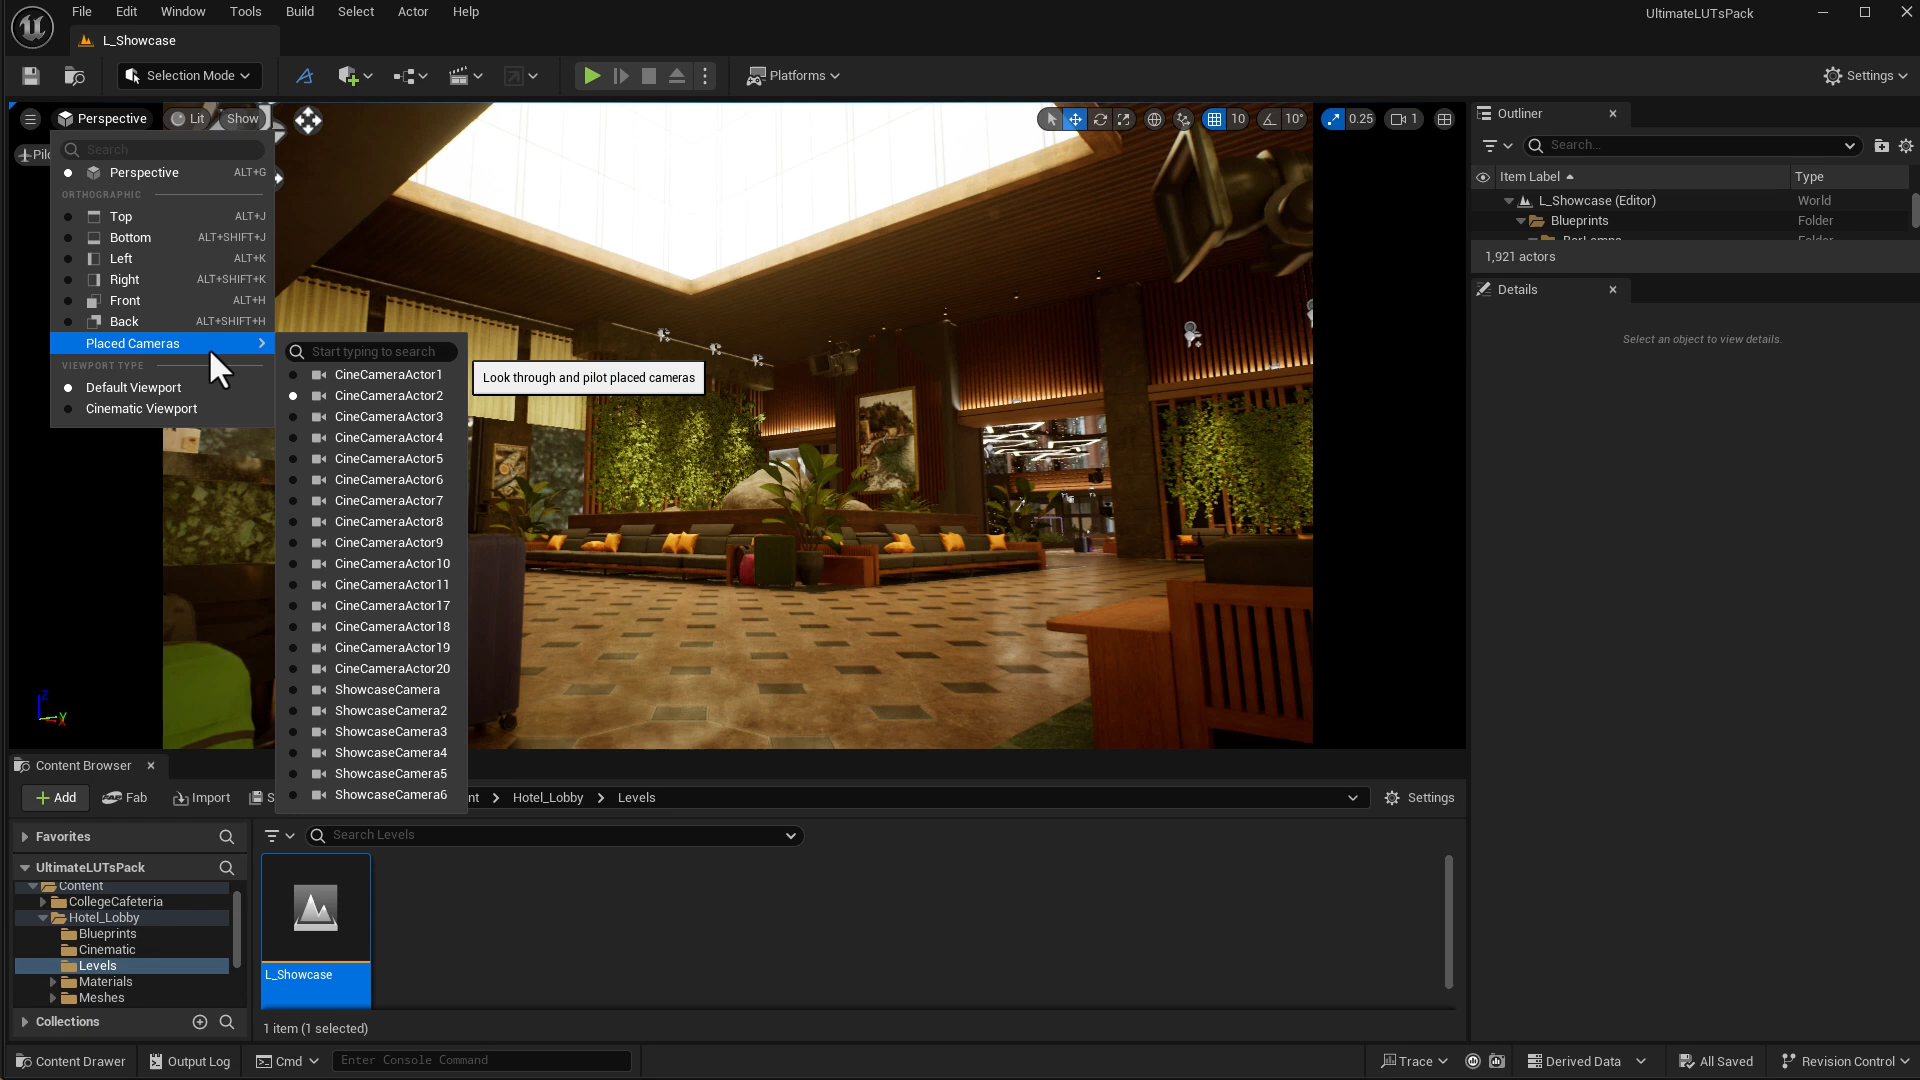 File Edit Window Tools Build Select Actor Help
UltimateLUTsPack
L_Showcase
Selection Mode
Platforms
Settings
Perspective
Lit
Show
10
10°
0.25
1
Search
Perspective ALT+G
ORTHOGRAPHIC
Top ALT+J
Bottom ALT+SHIFT+J
Left ALT+K
Right ALT+SHIFT+K
Front ALT+H
Back ALT+SHIFT+H
Placed Cameras
VIEWPORT TYPE
Default Viewport
Cinematic Viewport
Start typing to search
CineCameraActor1
CineCameraActor2
CineCameraActor3
CineCameraActor4
CineCameraActor5
CineCameraActor6
CineCameraActor7
CineCameraActor8
CineCameraActor9
CineCameraActor10
CineCameraActor11
CineCameraActor17
CineCameraActor18
CineCameraActor19
CineCameraActor20
ShowcaseCamera
ShowcaseCamera2
ShowcaseCamera3
ShowcaseCamera4
ShowcaseCamera5
ShowcaseCamera6
Look through and pilot placed cameras
Z
Y
X
Outliner
Search...
Item Label Type
L_Showcase (Editor) World
Blueprints Folder
1,921 actors
Details
Select an object to view details.
Content Browser
Add Fab Import
Hotel_Lobby Levels
Settings
Favorites
Search Levels
UltimateLUTsPack
Content
CollegeCafeteria
Hotel_Lobby
Blueprints
Cinematic
Levels
Materials
Meshes
Collections
L_Showcase
1 item (1 selected)
Content Drawer Output Log Cmd Enter Console Command
Trace Derived Data All Saved Revision Control